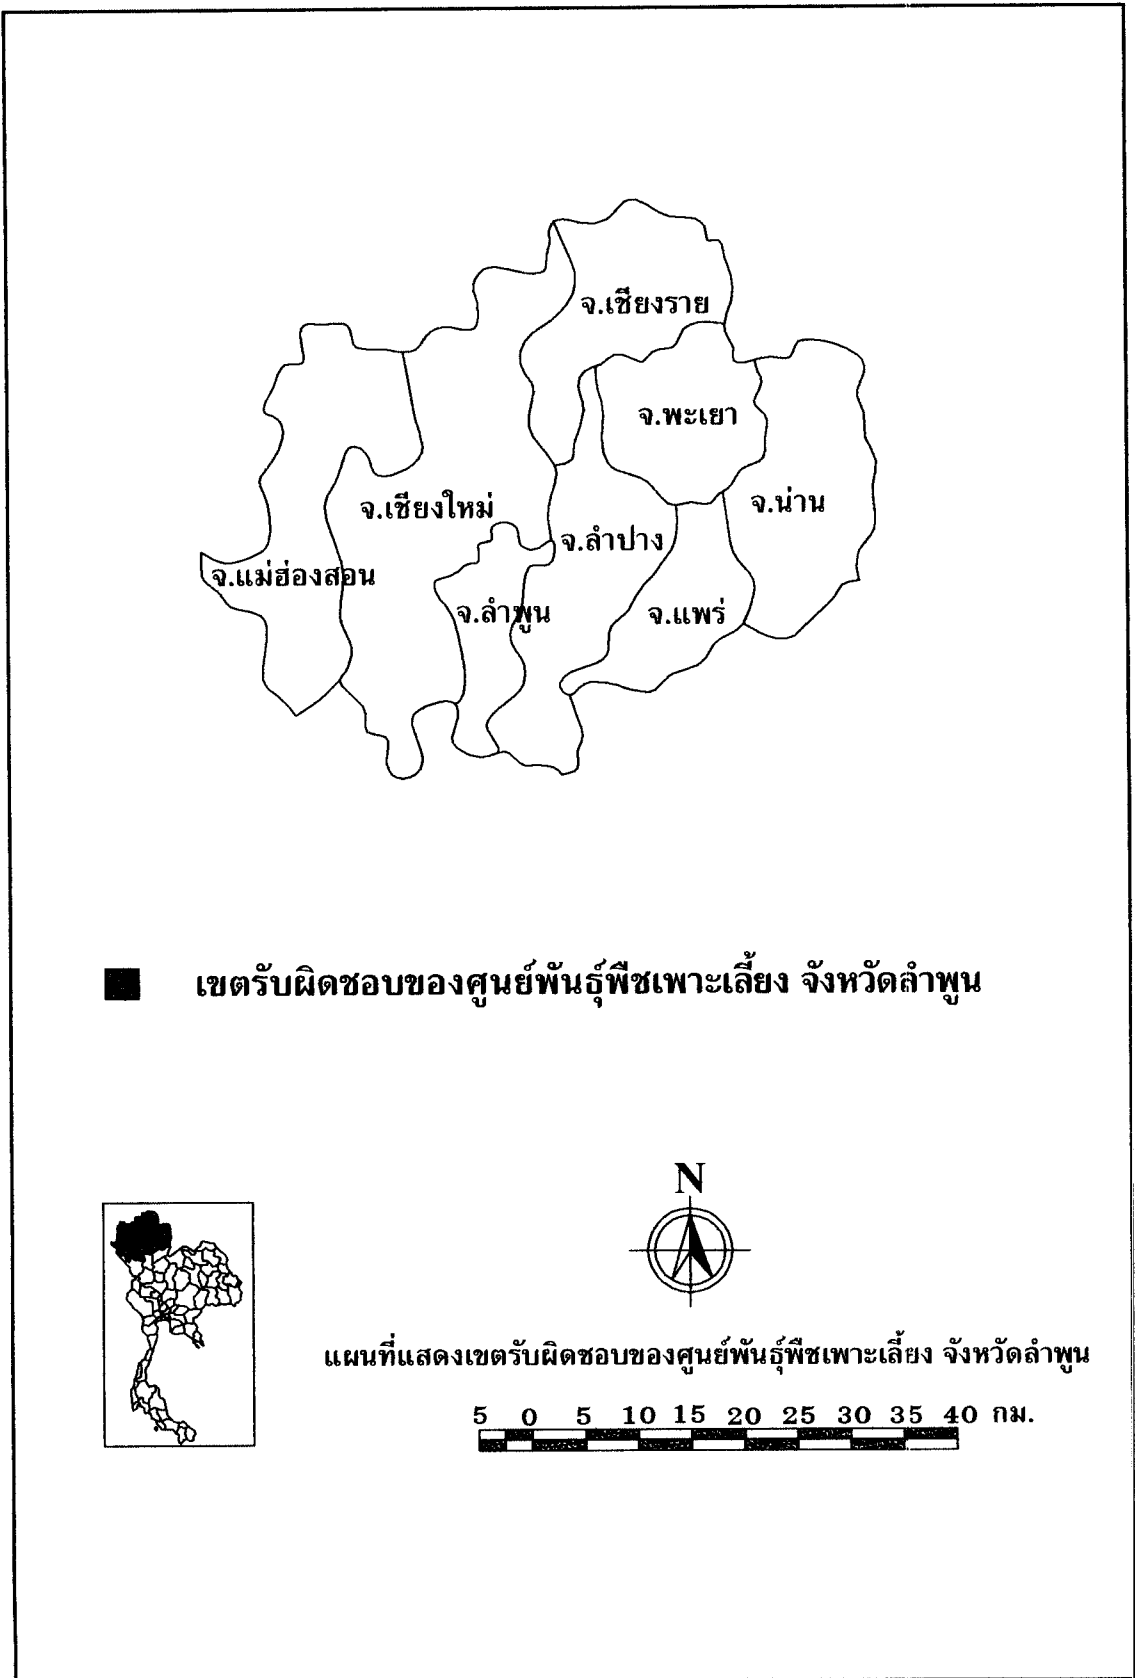 จ.เชียงราย
จ.พะเยา
จ.น่าน
จ.เชียงใหม่
จ.ลำปาง
จ.แม่ฮ่องสอน
จ.ลำพูน
จ.แพร่
เขตรับผิดชอบของศูนย์พันธุ์พืชเพาะเลี้ยง จังหวัดลำพูน
N
แผนที่แสดงเขตรับผิดชอบของศูนย์พันธุ์พืชเพาะเลี้ยง จังหวัดลำพูน
5 0 5 10 15 20 25 30 35 40 กม.